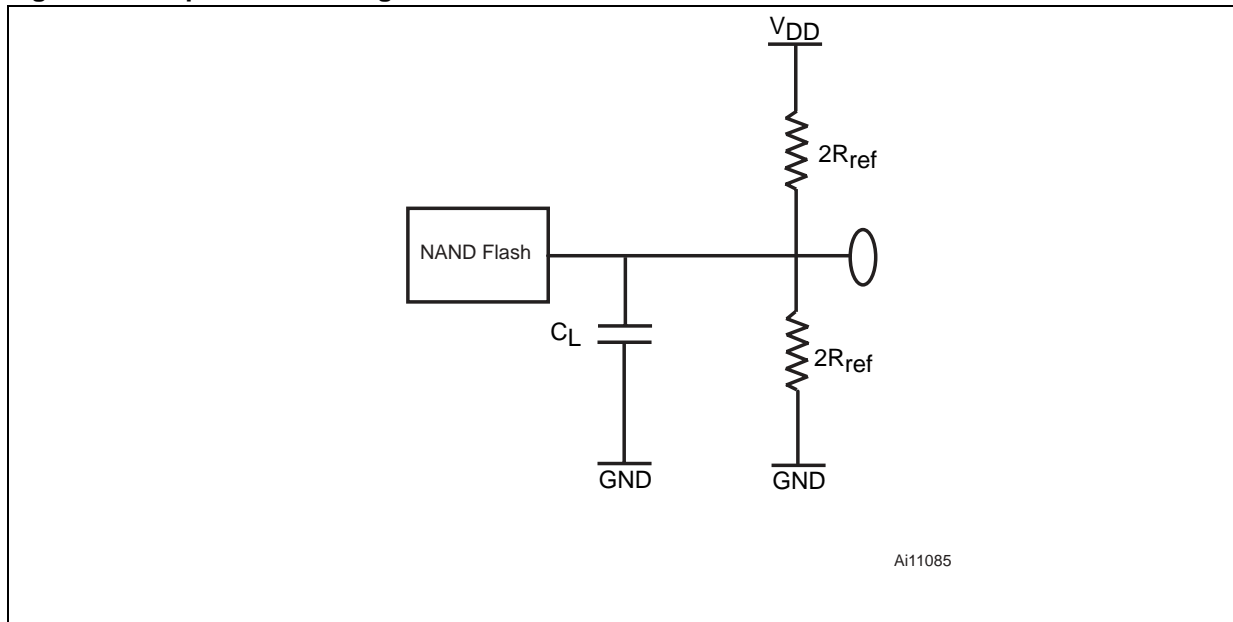 VDD
2Rref
NAND Flash
CL
2Rref
GND
GND
Ai11085